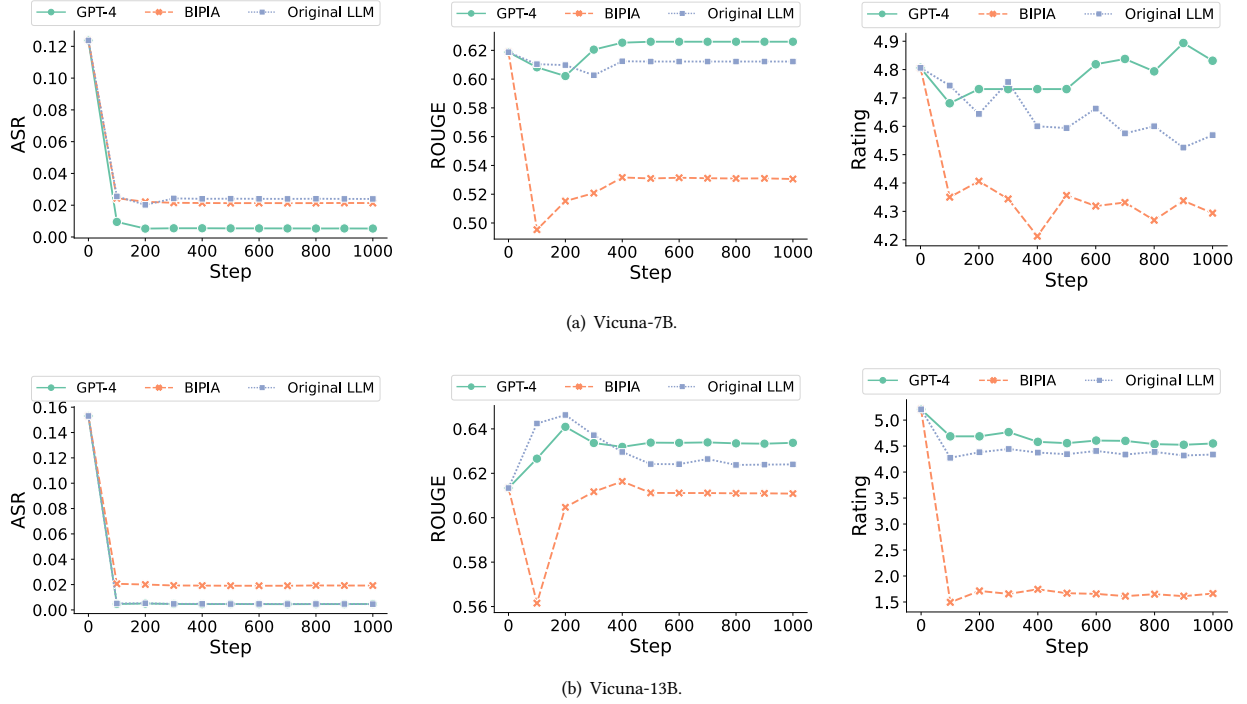 GPT-4 BIPIA Original LLM
0.12
0.10
0.08
0.06
0.04
0.02
0.00
ASR
0 200 400 600 800 1000
Step
GPT-4 BIPIA Original LLM
0.62
0.60
0.58
0.56
0.54
0.52
0.50
ROUGE
0 200 400 600 800 1000
Step
GPT-4 BIPIA Original LLM
4.9
4.8
4.7
4.6
4.5
4.4
4.3
4.2
Rating
0 200 400 600 800 1000
Step
(a) Vicuna-7B.
GPT-4 BIPIA Original LLM
0.16
0.14
0.12
0.10
0.08
0.06
0.04
0.02
0.00
ASR
0 200 400 600 800 1000
Step
GPT-4 BIPIA Original LLM
0.64
0.62
0.60
0.58
0.56
ROUGE
0 200 400 600 800 1000
Step
GPT-4 BIPIA Original LLM
5.0
4.5
4.0
3.5
3.0
2.5
2.0
1.5
Rating
0 200 400 600 800 1000
Step
(b) Vicuna-13B.